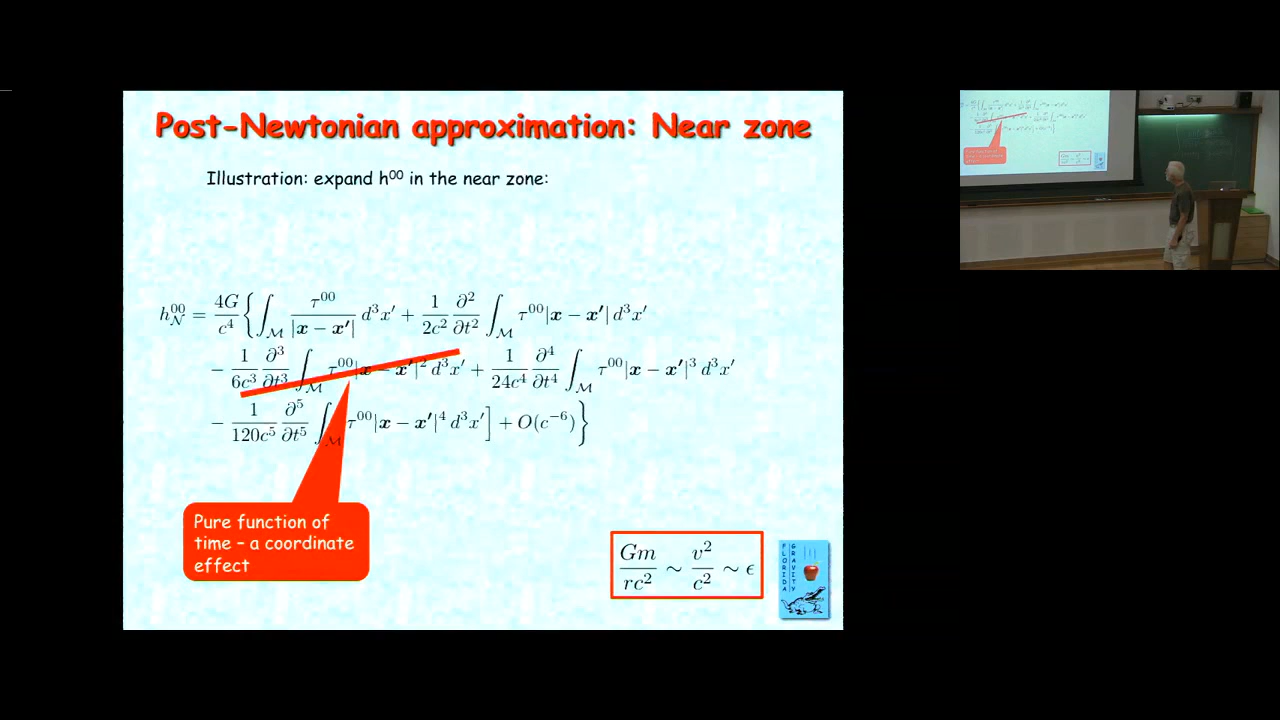 Post-Newtonian approximation: Near zone
Illustration: expand h⁰⁰ in the near zone:
h⁰⁰_𝒩 = 4G/c⁴ { ∫_ℳ τ⁰⁰/|x − x′| d³x′ + 1/2c² ∂²/∂t² ∫_ℳ τ⁰⁰|x − x′| d³x′
− 1/6c³ ∂³/∂t³ ∫_ℳ τ⁰⁰|x − x′|² d³x′ + 1/24c⁴ ∂⁴/∂t⁴ ∫_ℳ τ⁰⁰|x − x′|³ d³x′
− 1/120c⁵ ∂⁵/∂t⁵ ∫_ℳ τ⁰⁰|x − x′|⁴ d³x′ ] + O(c⁻⁶) }
Pure function of
time – a coordinate
effect
Gm/rc² ∼ v²/c² ∼ ϵ
FLORIDA
GRAVITY